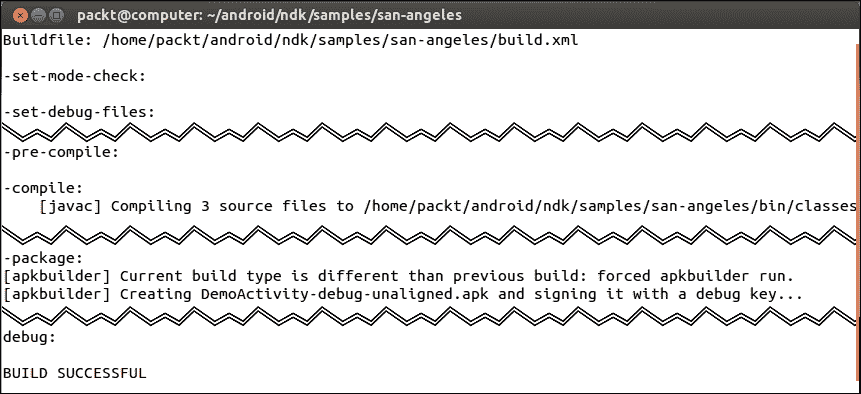 packt@computer: ~/android/ndk/samples/san-angeles
Buildfile: /home/packt/android/ndk/samples/san-angeles/build.xml
-set-mode-check:
-set-debug-files:
-pre-compile:
-compile:
[javac] Compiling 3 source files to /home/packt/android/ndk/samples/san-angeles/bin/classes
-package:
[apkbuilder] Current build type is different than previous build: forced apkbuilder run.
[apkbuilder] Creating DemoActivity-debug-unaligned.apk and signing it with a debug key...
debug:
BUILD SUCCESSFUL